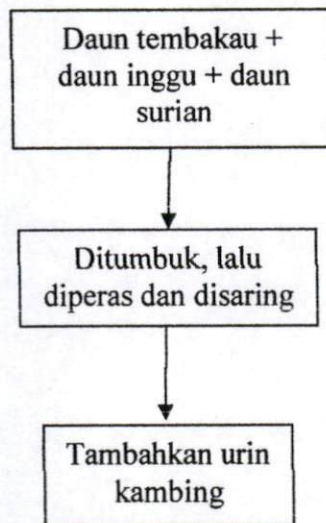 Daun tembakau +
daun inggu + daun
surian
Ditumbuk, lalu
diperas dan disaring
Tambahkan urin
kambing